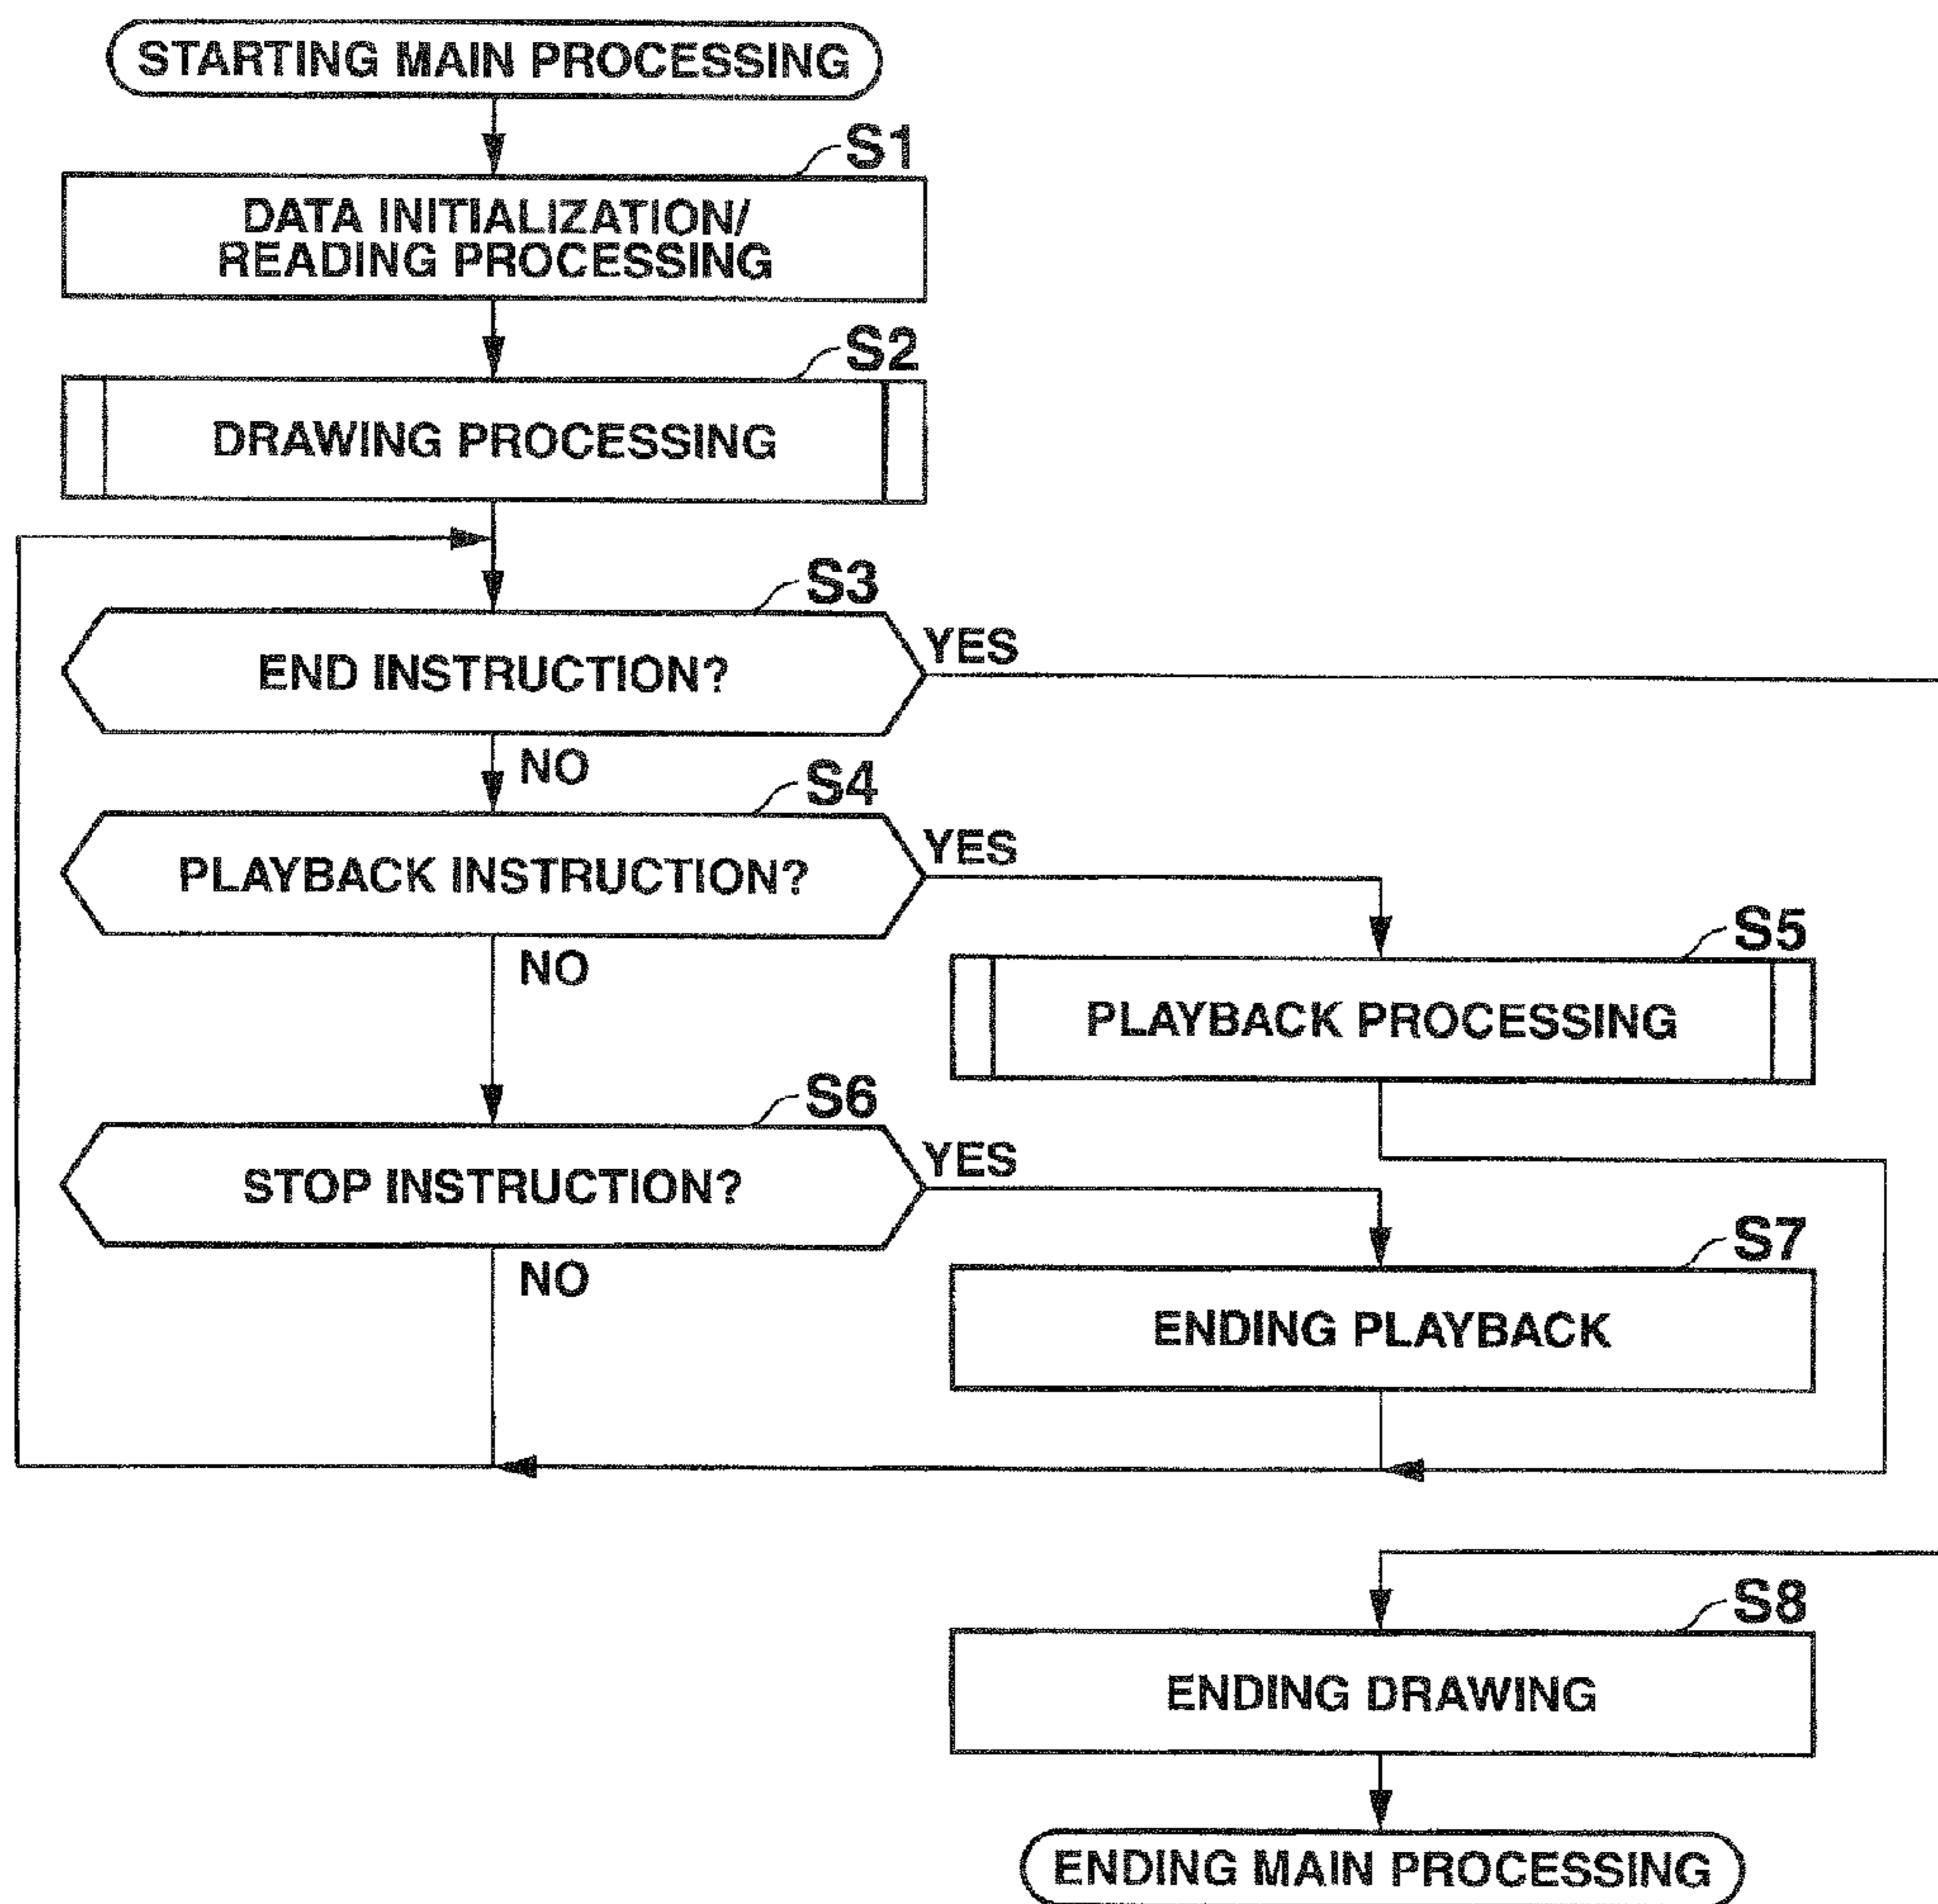 STARTING MAIN PROCESSING
S1
DATA INITIALIZATION/
READING PROCESSING
S2
DRAWING PROCESSING
S3
END INSTRUCTION?
YES
NO
S4
PLAYBACK INSTRUCTION?
YES
NO
S5
PLAYBACK PROCESSING
S6
STOP INSTRUCTION?
YES
NO
S7
ENDING PLAYBACK
S8
ENDING DRAWING
ENDING MAIN PROCESSING